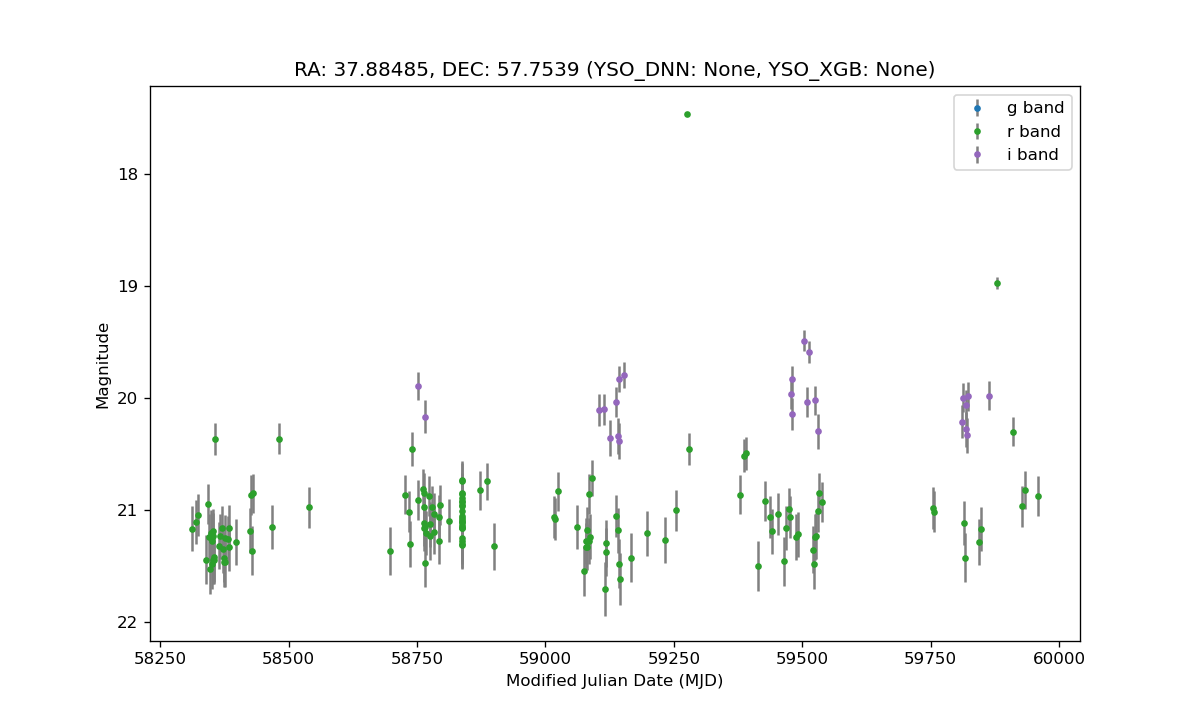 RA: 37.88485, DEC: 57.7539 (YSO_DNN: None, YSO_XGB: None)
g band
r band
i band
18
19
20
21
22
Magnitude
58250 58500 58750 59000 59250 59500 59750 60000
Modified Julian Date (MJD)